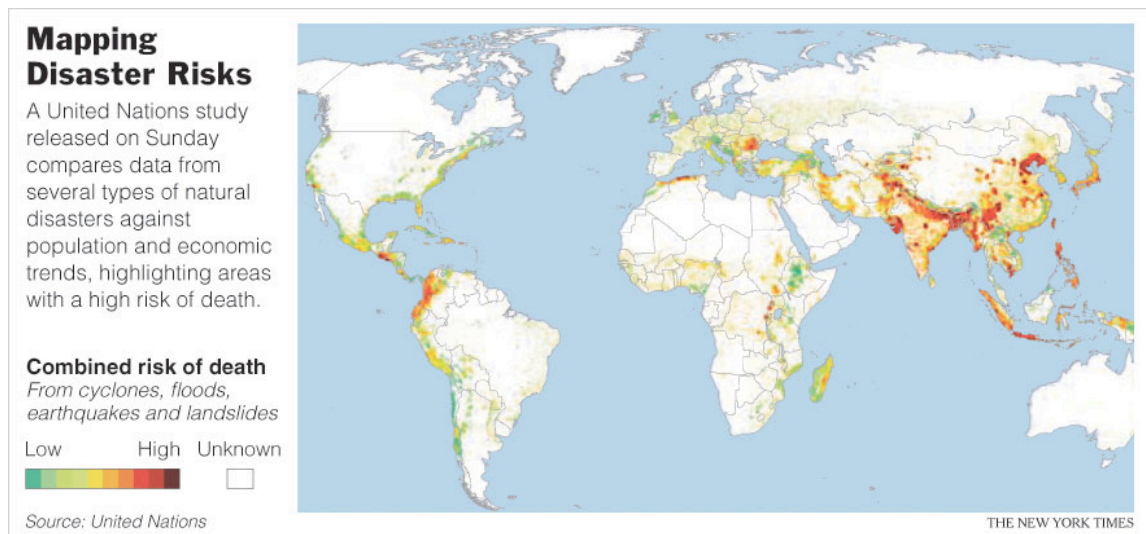 Mapping
Disaster Risks
A United Nations study
released on Sunday
compares data from
several types of natural
disasters against
population and economic
trends, highlighting areas
with a high risk of death.
Combined risk of death
From cyclones, floods,
earthquakes and landslides
Low High Unknown
Source: United Nations
THE NEW YORK TIMES